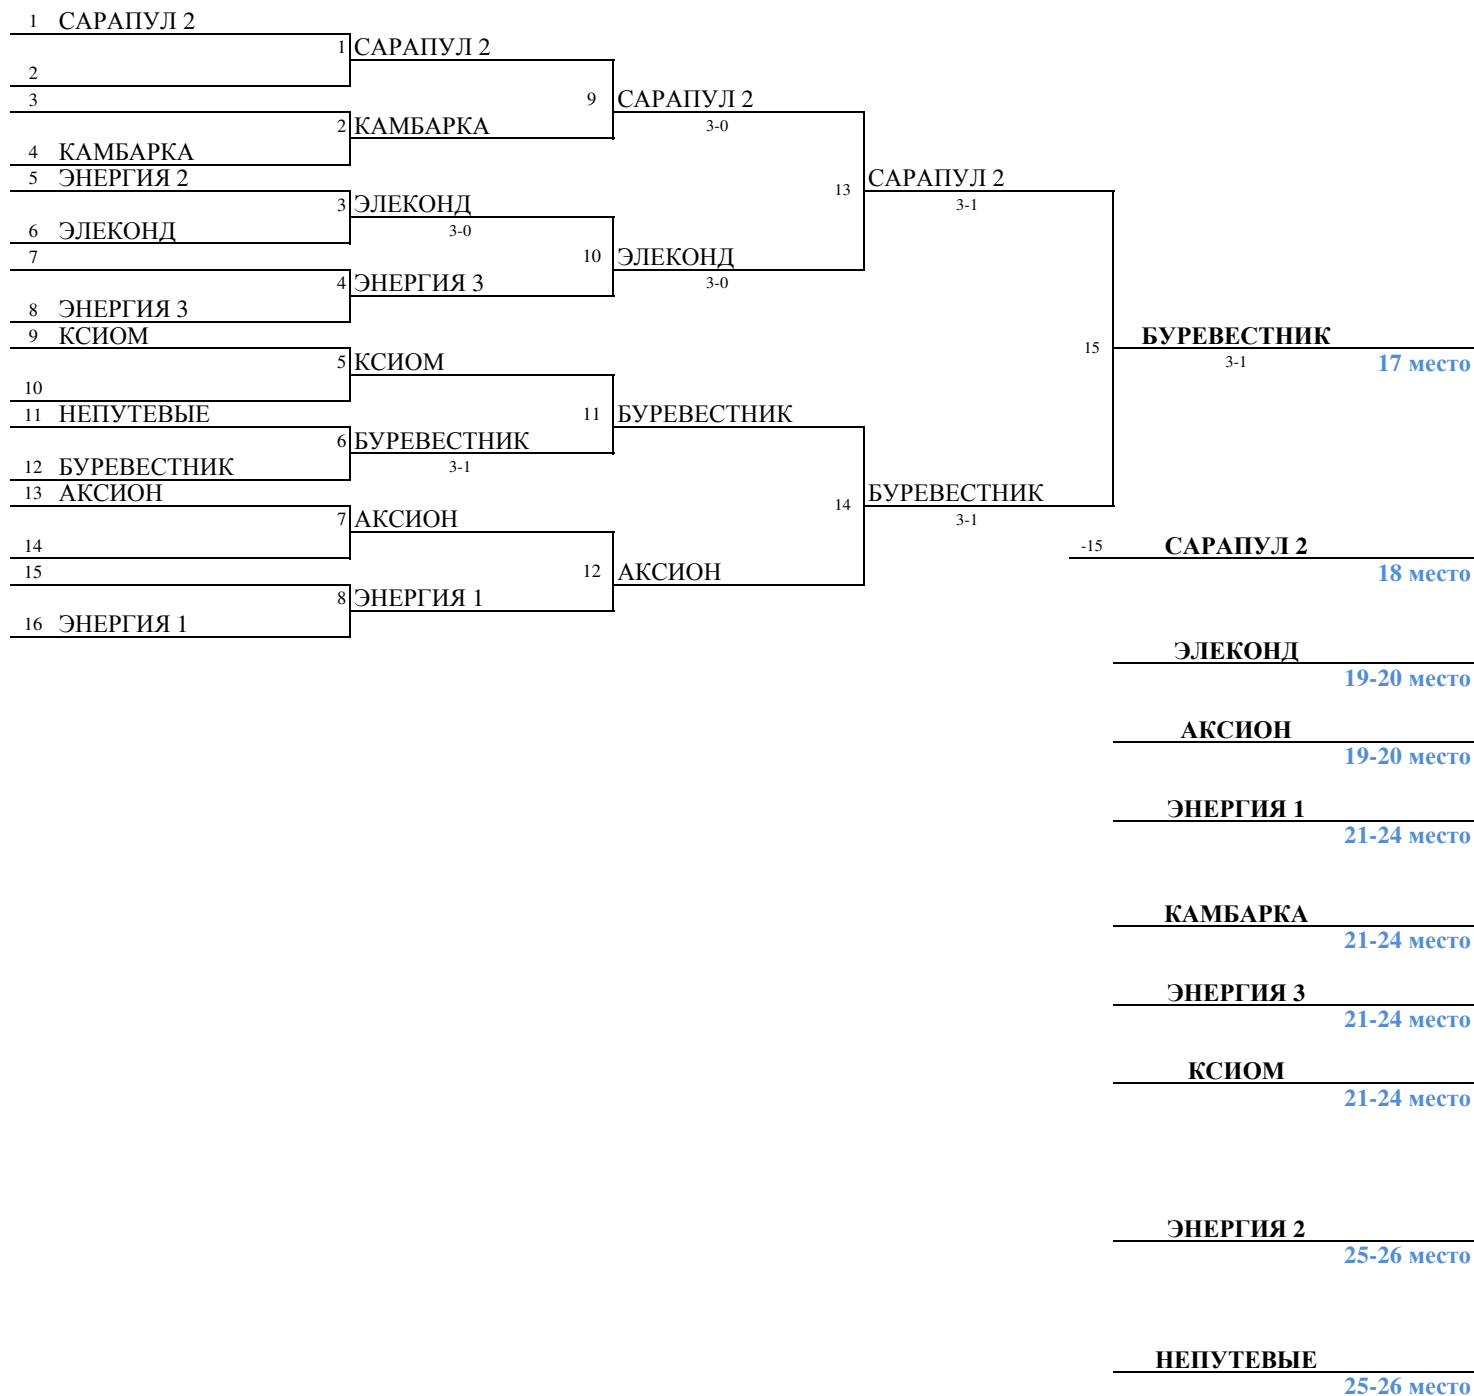 1 САРАПУЛ 2
1 САРАПУЛ 2
2
3
9 САРАПУЛ 2
2 КАМБАРКА
3-0
4 КАМБАРКА
5 ЭНЕРГИЯ 2
13 САРАПУЛ 2
3 ЭЛЕКОНД
3-1
6 ЭЛЕКОНД
3-0
7
10 ЭЛЕКОНД
4 ЭНЕРГИЯ 3
3-0
8 ЭНЕРГИЯ 3
9 КСИОМ
15 БУРЕВЕСТНИК
5 КСИОМ
3-1
17 место
10
11 НЕПУТЕВЫЕ
11 БУРЕВЕСТНИК
6 БУРЕВЕСТНИК
12 БУРЕВЕСТНИК
3-1
13 АКСИОН
14 БУРЕВЕСТНИК
7 АКСИОН
3-1
14
-15 САРАПУЛ 2
15
12 АКСИОН
18 место
8 ЭНЕРГИЯ 1
16 ЭНЕРГИЯ 1
ЭЛЕКОНД
19-20 место
АКСИОН
19-20 место
ЭНЕРГИЯ 1
21-24 место
КАМБАРКА
21-24 место
ЭНЕРГИЯ 3
21-24 место
КСИОМ
21-24 место
ЭНЕРГИЯ 2
25-26 место
НЕПУТЕВЫЕ
25-26 место